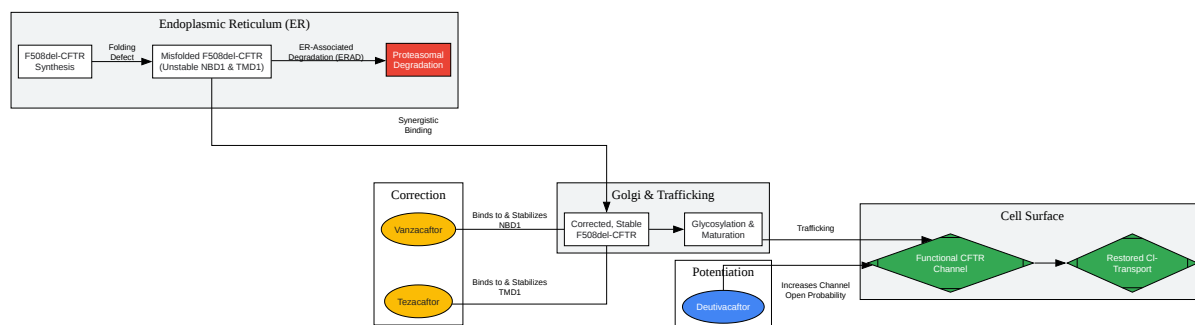 Endoplasmic Reticulum (ER)
F508del-CFTR
Synthesis
Folding
Defect
Misfolded F508del-CFTR
(Unstable NBD1 & TMD1)
ER-Associated
Degradation (ERAD)
Proteasomal
Degradation
Synergistic
Binding
Correction
Vanzacaftor
Tezacaftor
Binds to & Stabilizes
NBD1
Binds to & Stabilizes
TMD1
Golgi & Trafficking
Corrected, Stable
F508del-CFTR
Glycosylation &
Maturation
Trafficking
Potentiation
Deutivacaftor
Increases Channel
Open Probability
Cell Surface
Functional CFTR
Channel
Restored Cl-
Transport